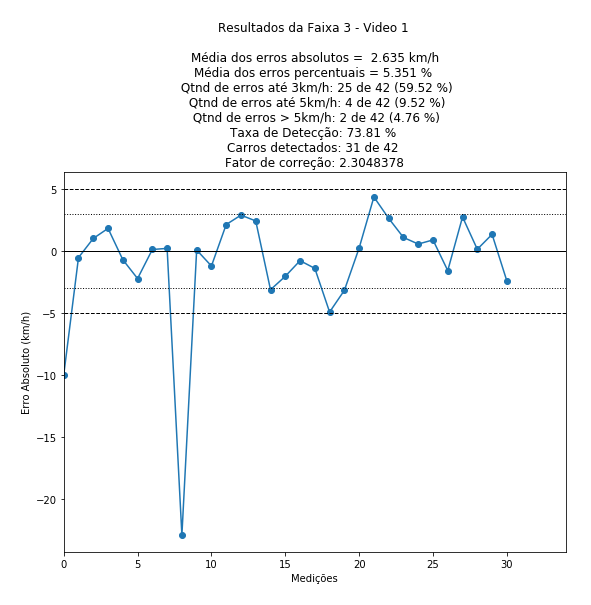 Resultados da Faixa 3 - Video 1
Média dos erros absolutos =  2.635 km/h
Média dos erros percentuais = 5.351 %
Qtnd de erros até 3km/h: 25 de 42 (59.52 %)
Qtnd de erros até 5km/h: 4 de 42 (9.52 %)
Qtnd de erros > 5km/h: 2 de 42 (4.76 %)
Taxa de Detecção: 73.81 %
Carros detectados: 31 de 42
Fator de correção: 2.3048378
5
0
−5
−10
−15
−20
Erro Absoluto (km/h)
0 5 10 15 20 25 30
Medições